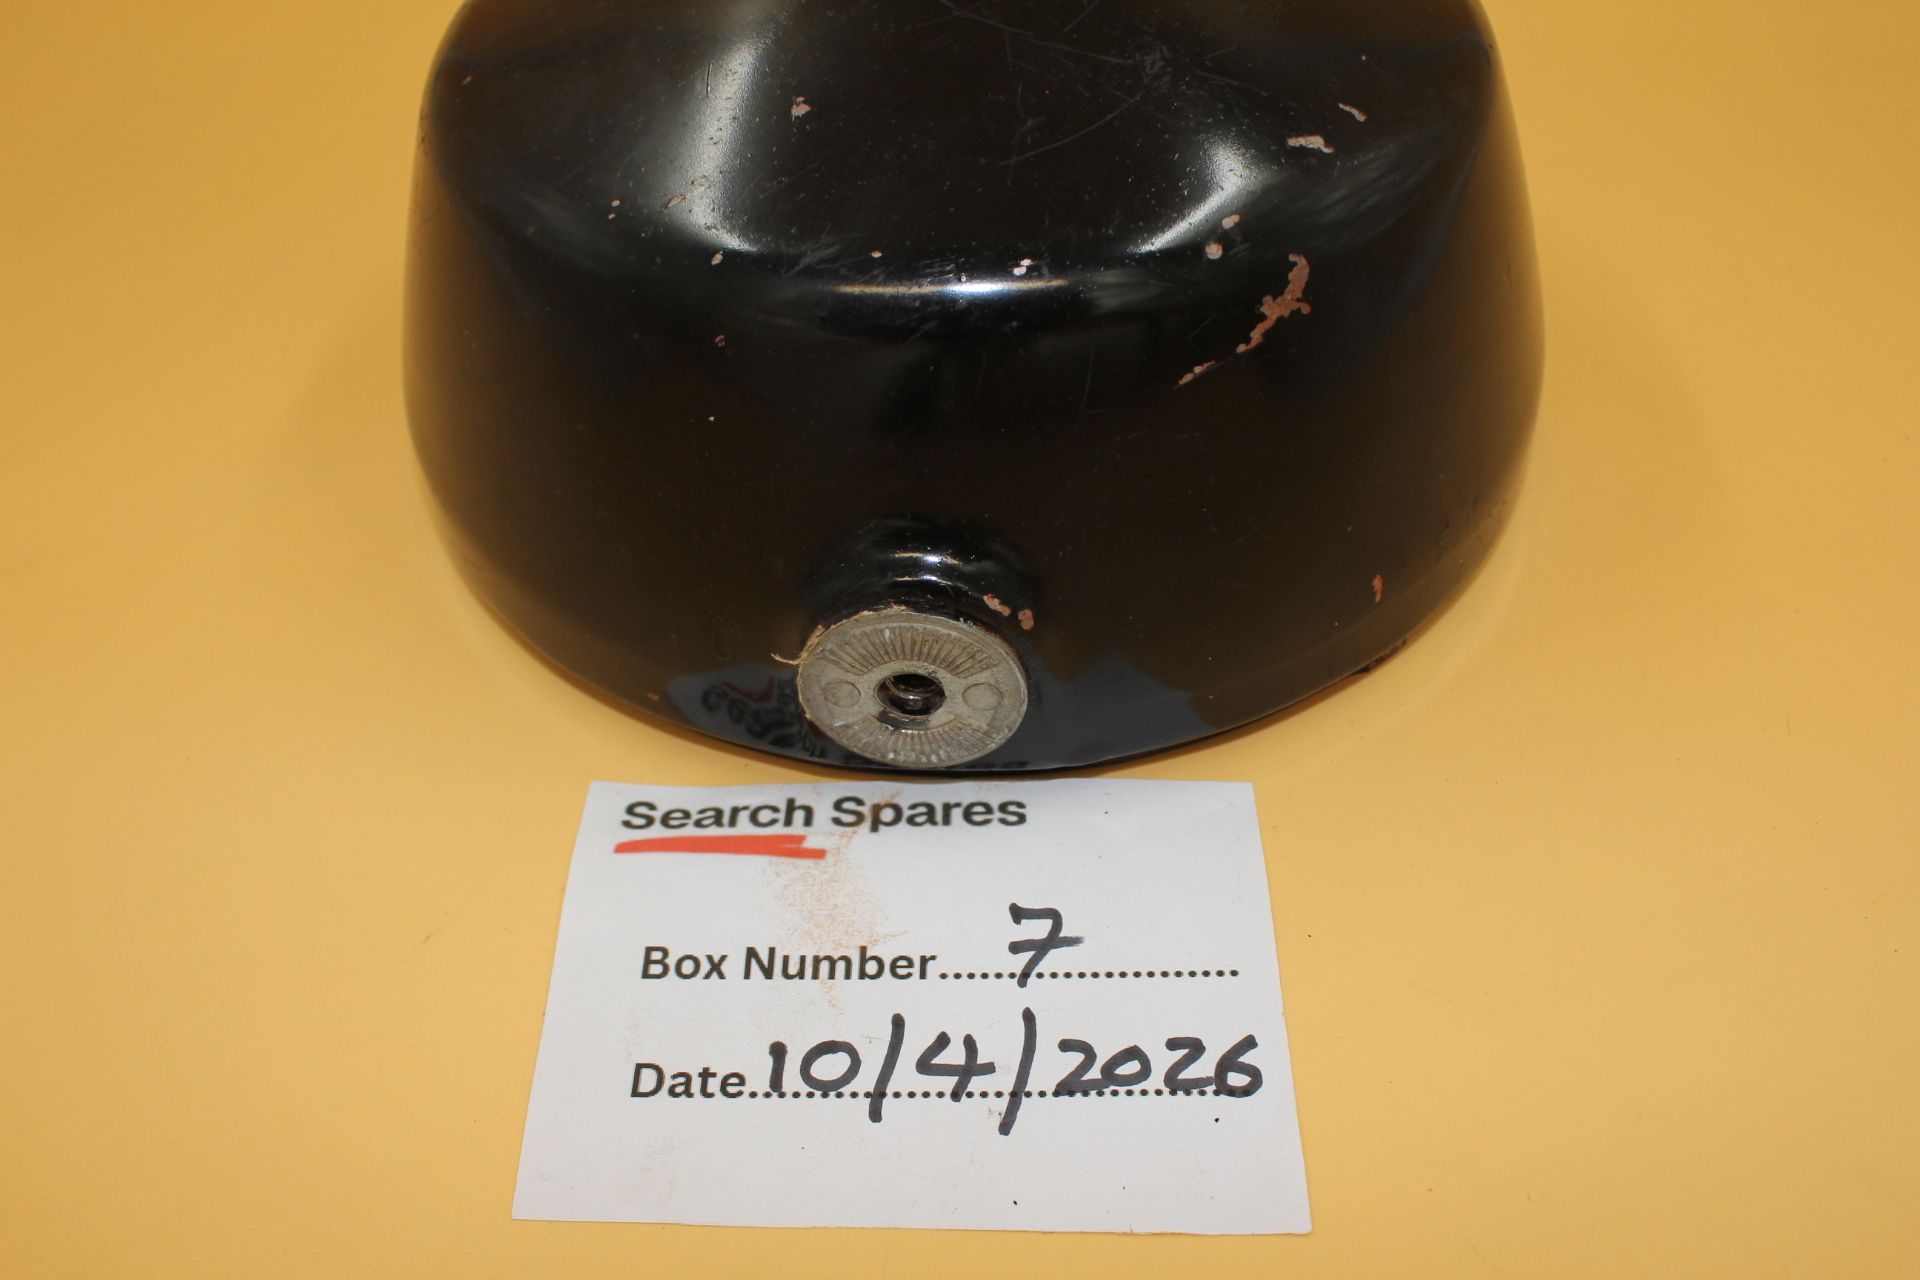 Search Spares
Box Number......7...............
Date..10/4/2026